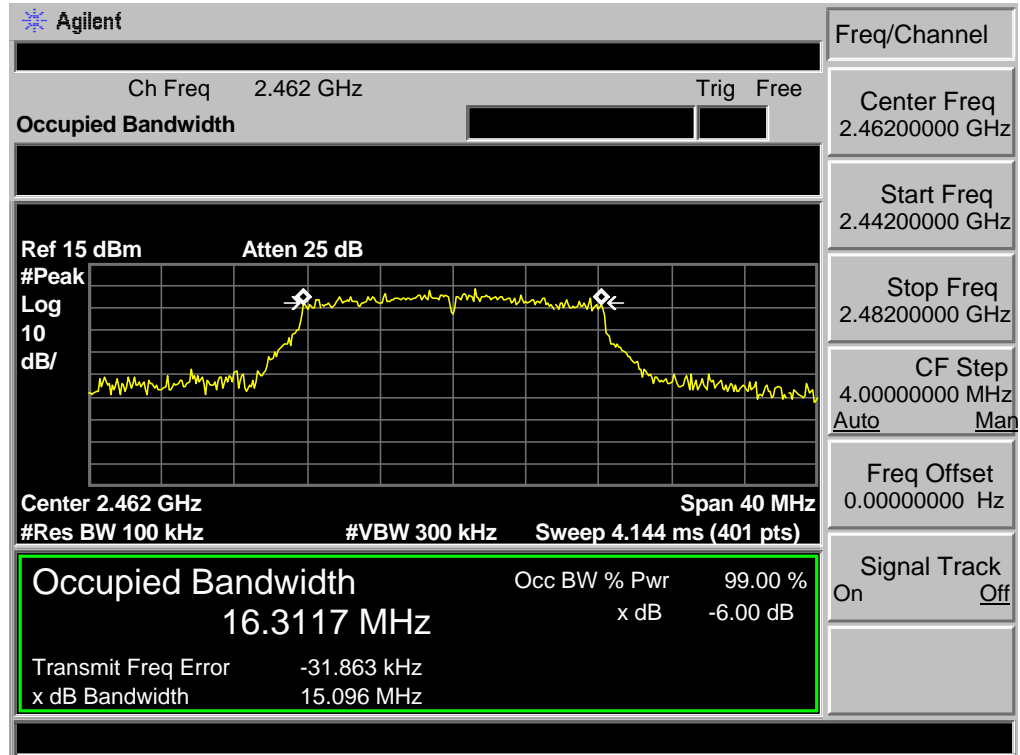 Agilent
Freq/Channel
Ch Freq 2.462 GHz Trig Free
Occupied Bandwidth
Center Freq
2.46200000 GHz
Start Freq
2.44200000 GHz
Ref 15 dBm Atten 25 dB
#Peak
Log
10
dB/
Stop Freq
2.48200000 GHz
CF Step
4.00000000 MHz
Auto Man
Center 2.462 GHz Span 40 MHz
#Res BW 100 kHz #VBW 300 kHz Sweep 4.144 ms (401 pts)
Freq Offset
0.00000000 Hz
Occupied Bandwidth Occ BW % Pwr 99.00 %
16.3117 MHz x dB -6.00 dB
Transmit Freq Error -31.863 kHz
x dB Bandwidth 15.096 MHz
Signal Track
On Off